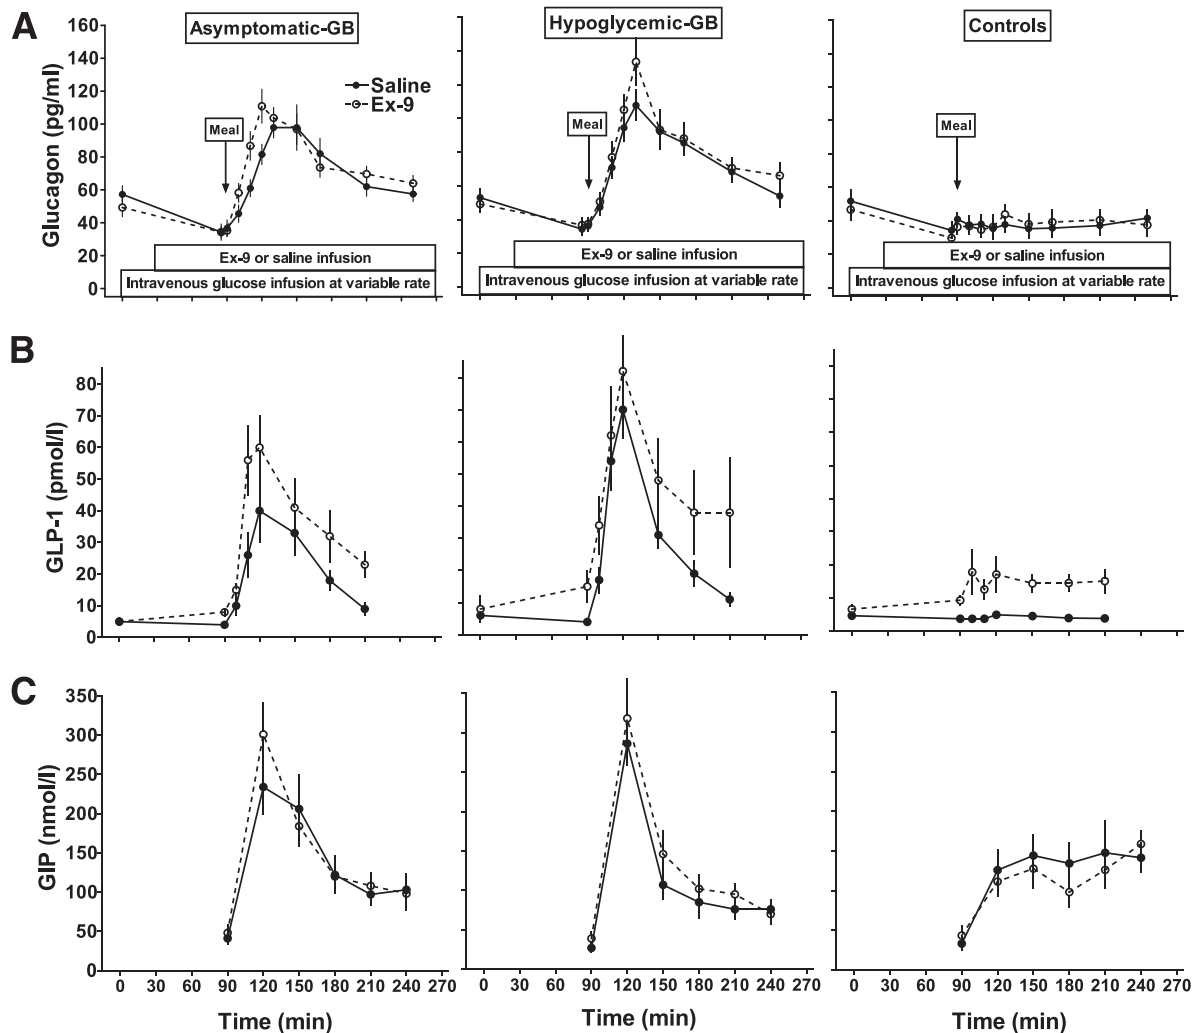 A
Asymptomatic-GB
Hypoglycemic-GB
Controls
Glucagon (pg/ml)
160
140
120
100
80
60
40
20
0
Saline
Ex-9
Meal
Meal
Meal
Ex-9 or saline infusion
Intravenous glucose infusion at variable rate
Ex-9 or saline infusion
Intravenous glucose infusion at variable rate
Ex-9 or saline infusion
Intravenous glucose infusion at variable rate
B
GLP-1 (pmol/l)
80
70
60
50
40
30
20
10
0
C
GIP (nmol/l)
350
300
250
200
150
100
50
0
0 30 60 90 120 150 180 210 240 270
0 30 60 90 120 150 180 210 240 270
0 30 60 90 120 150 180 210 240 270
Time (min)
Time (min)
Time (min)